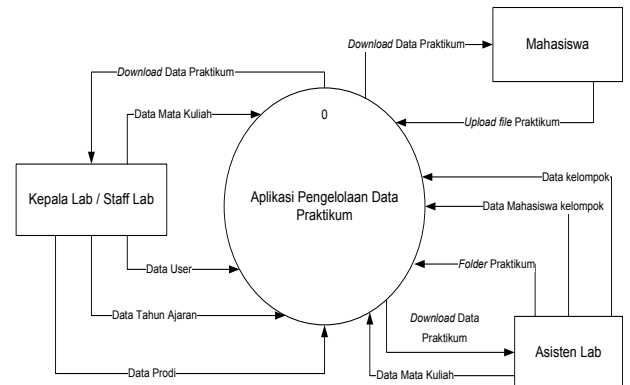 Mahasiswa
Download Data Praktikum
Download Data Praktikum
Data Mata Kuliah
0
Upload file Praktikum
Kepala Lab / Staff Lab
Aplikasi Pengelolaan Data
Praktikum
Data kelompok
Data Mahasiswa kelompok
Data User
Folder Praktikum
Data Tahun Ajaran
Download Data
Praktikum
Asisten Lab
Data Prodi
Data Mata Kuliah